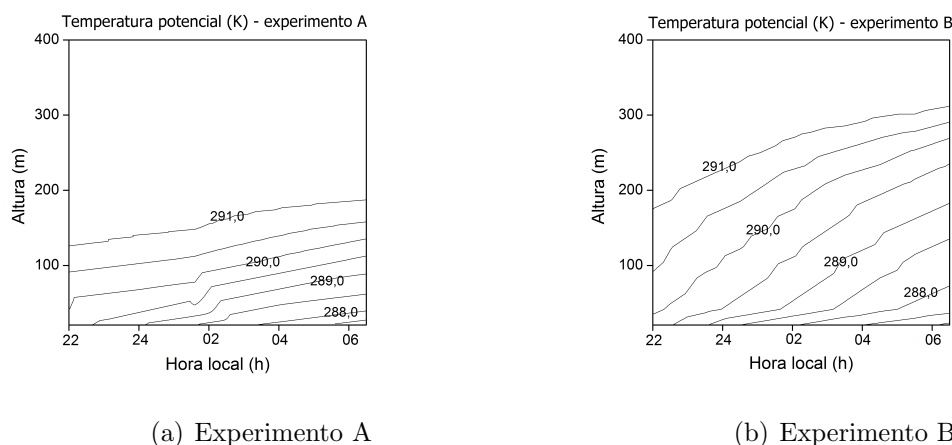 Temperatura potencial (K) - experimento A
400
300
200
100
Altura (m)
291,0
290,0
289,0
288,0
22 24 02 04 06
Hora local (h)
(a) Experimento A
Temperatura potencial (K) - experimento B
400
300
200
100
Altura (m)
291,0
290,0
289,0
288,0
22 24 02 04 06
Hora local (h)
(b) Experimento B